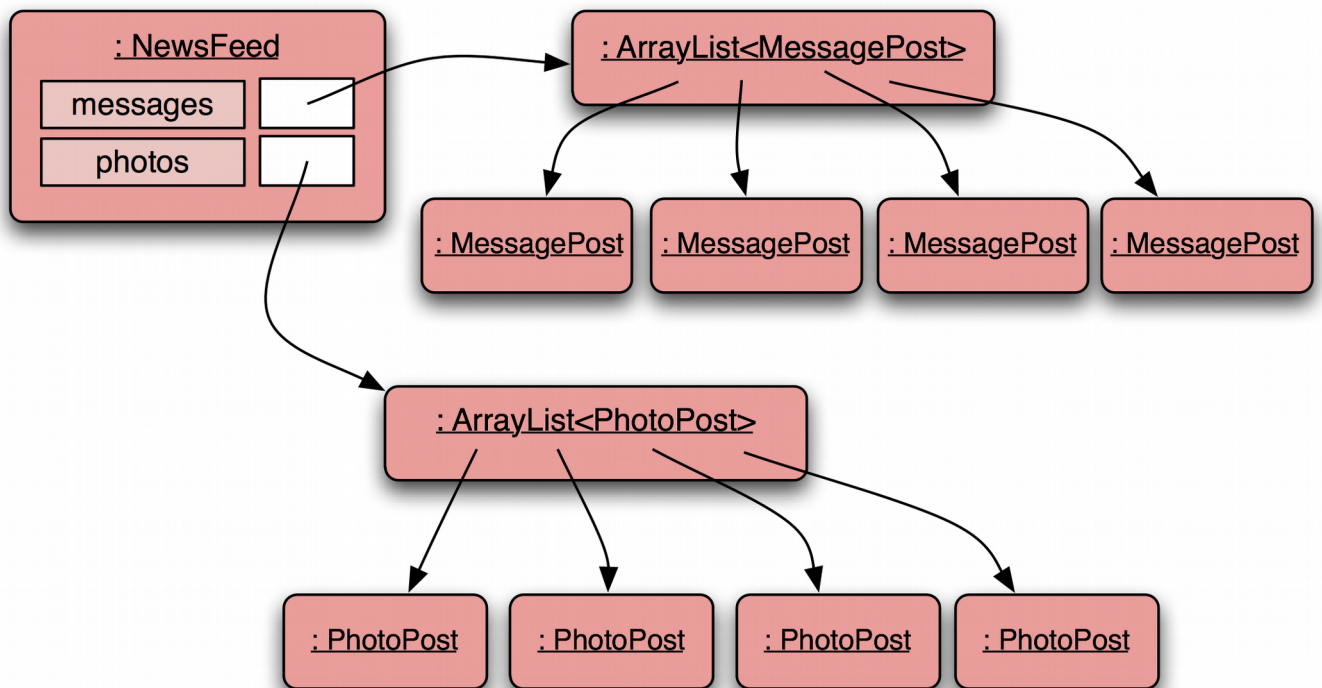 : NewsFeed
messages
photos
: ArrayList<MessagePost>
: MessagePost
: MessagePost
: MessagePost
: MessagePost
: ArrayList<PhotoPost>
: PhotoPost
: PhotoPost
: PhotoPost
: PhotoPost